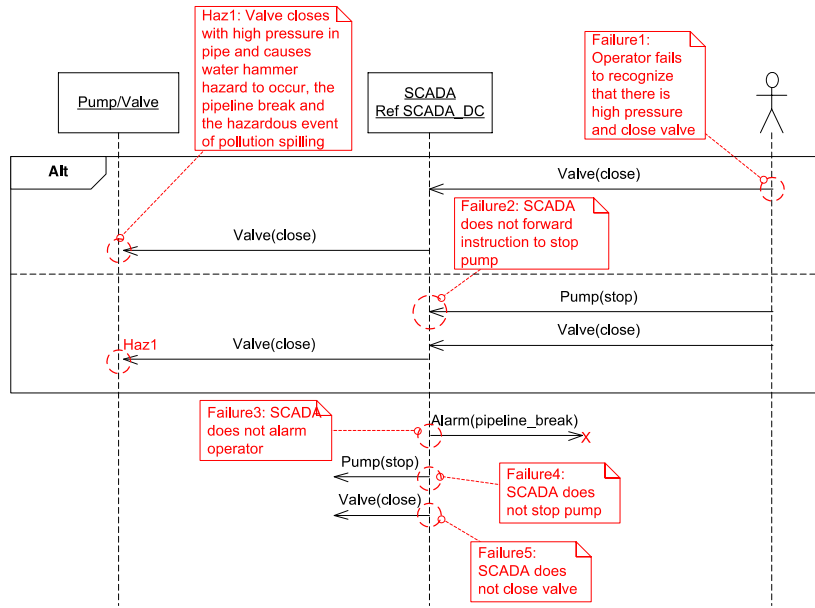 Haz1: Valve closes
with high pressure in
pipe and causes
water hammer
hazard to occur, the
pipeline break and
the hazardous event
of pollution spilling
Failure1:
Operator fails
to recognize
that there is
high pressure
and close valve
Pump/Valve
SCADA
Ref SCADA_DC
Alt
Valve(close)
Failure2: SCADA
does not forward
instruction to stop
pump
Valve(close)
Pump(stop)
Haz1
Valve(close)
Valve(close)
Failure3: SCADA
does not alarm
operator
Alarm(pipeline_break)
X
Pump(stop)
Failure4:
SCADA does
not stop pump
Valve(close)
Failure5:
SCADA does
not close valve